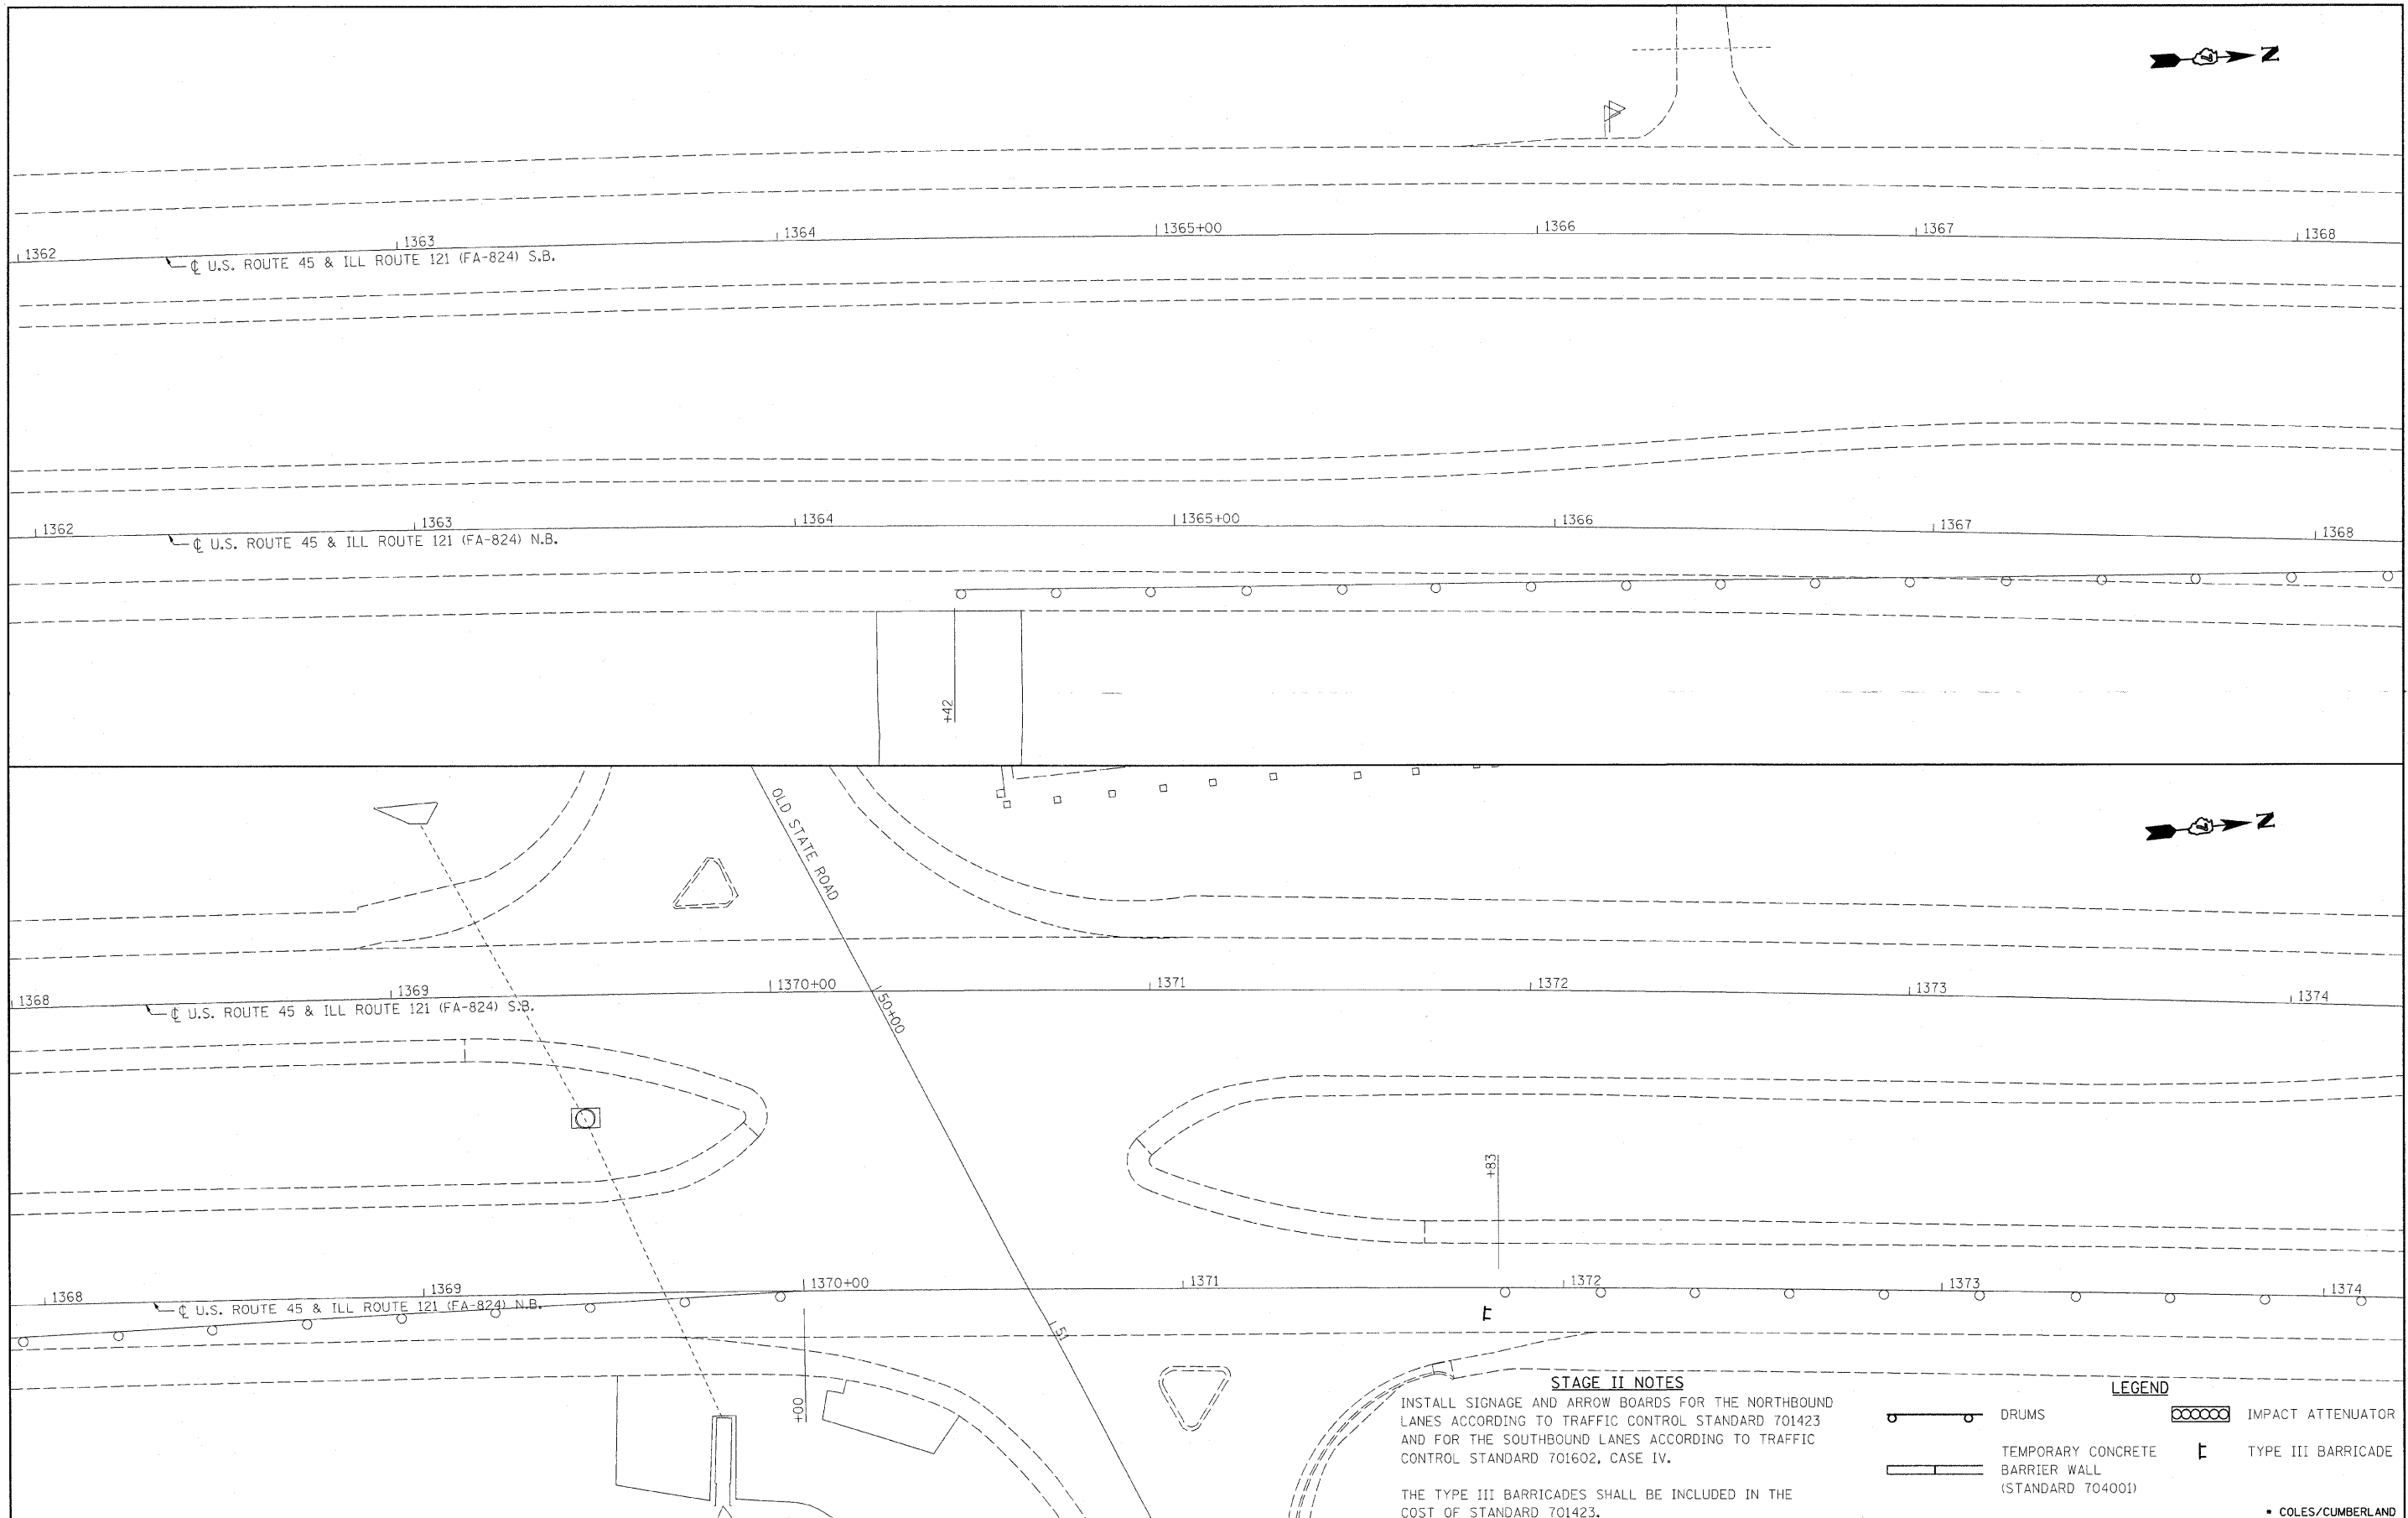 N
1362
1363
1364
1365+00
1366
1367
1368
℄ U.S. ROUTE 45 & ILL ROUTE 121 (FA-824) S.B.
1362
1363
1364
1365+00
1366
1367
1368
℄ U.S. ROUTE 45 & ILL ROUTE 121 (FA-824) N.B.
+42
OLD STATE ROAD
N
1368
1369
1370+00
1371
1372
1373
1374
℄ U.S. ROUTE 45 & ILL ROUTE 121 (FA-824) S.B.
50+00
+83
1368
1369
1370+00
1371
1372
1373
1374
℄ U.S. ROUTE 45 & ILL ROUTE 121 (FA-824) N.B.
51
+00
STAGE II NOTES
INSTALL SIGNAGE AND ARROW BOARDS FOR THE NORTHBOUND
LANES ACCORDING TO TRAFFIC CONTROL STANDARD 701423
AND FOR THE SOUTHBOUND LANES ACCORDING TO TRAFFIC
CONTROL STANDARD 701602, CASE IV.
THE TYPE III BARRICADES SHALL BE INCLUDED IN THE
COST OF STANDARD 701423.
LEGEND
DRUMS
IMPACT ATTENUATOR
TEMPORARY CONCRETE
BARRIER WALL
(STANDARD 704001)
TYPE III BARRICADE
• COLES/CUMBERLAND